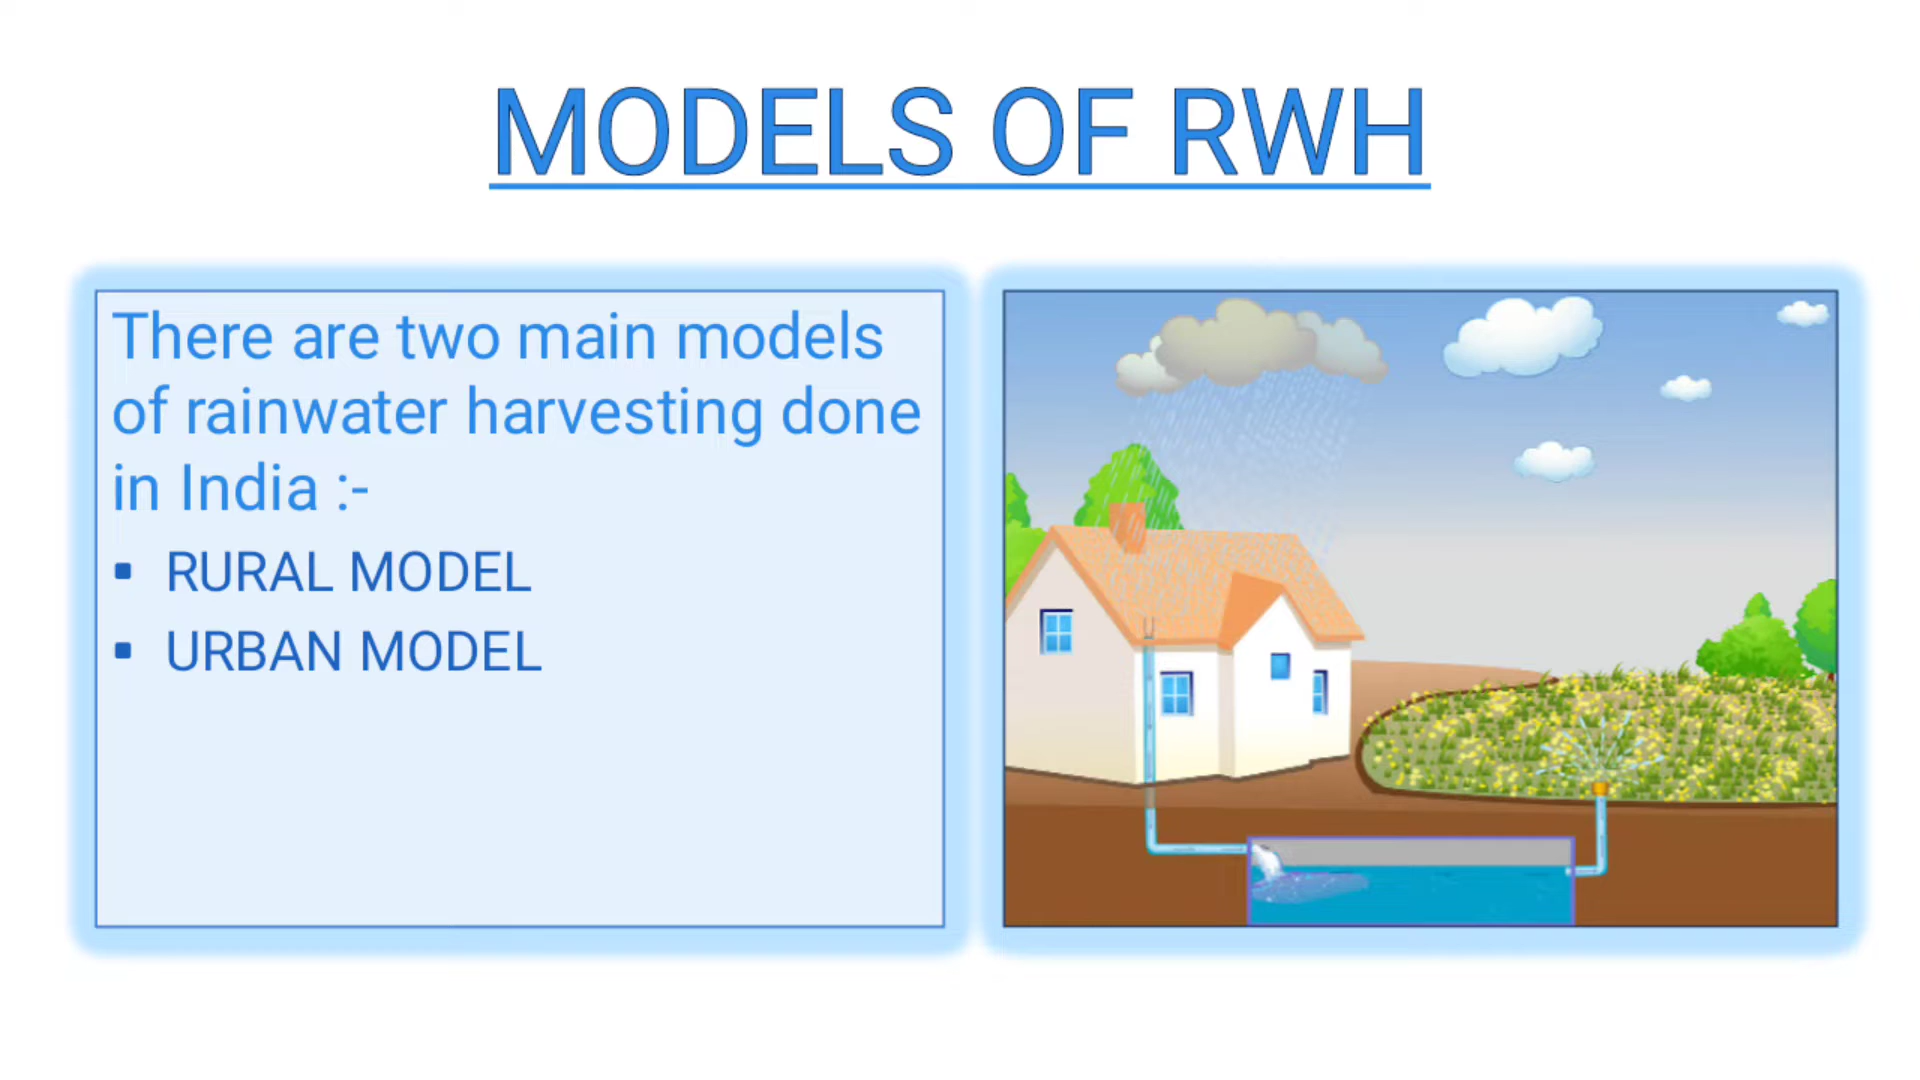 MODELS OF RWH
There are two main models
of rainwater harvesting done
in India :-
▪ RURAL MODEL
▪ URBAN MODEL